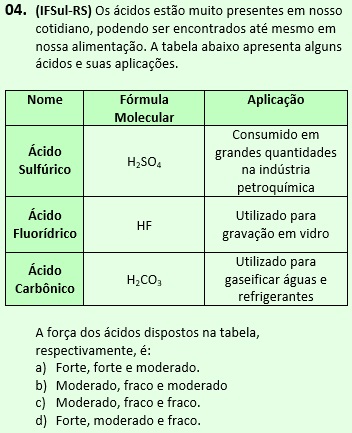 04. (IFSul-RS) Os ácidos estão muito presentes em nosso
cotidiano, podendo ser encontrados até mesmo em
nossa alimentação. A tabela abaixo apresenta alguns
ácidos e suas aplicações.
Nome
Fórmula
Molecular
Aplicação
Ácido
Sulfúrico
H₂SO₄
Consumido em
grandes quantidades
na indústria
petroquímica
Ácido
Fluorídrico
HF
Utilizado para
gravação em vidro
Ácido
Carbônico
H₂CO₃
Utilizado para
gaseificar águas e
refrigerantes
A força dos ácidos dispostos na tabela,
respectivamente, é:
a) Forte, forte e moderado.
b) Moderado, fraco e moderado
c) Moderado, fraco e fraco.
d) Forte, moderado e fraco.